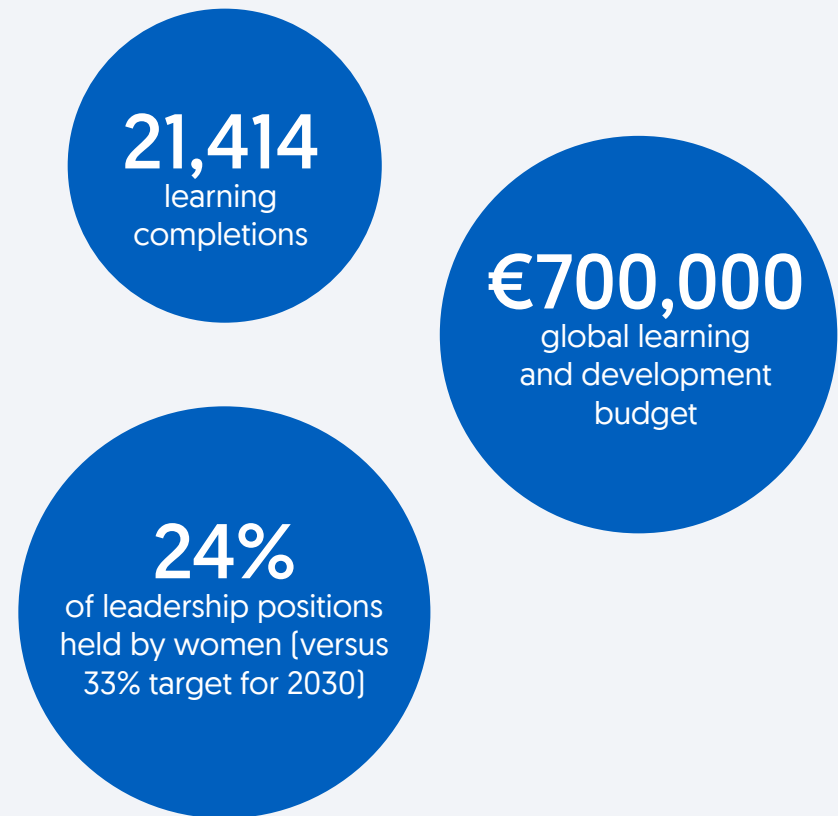 21,414
learning
completions
€700,000
global learning
and development
budget
24%
of leadership positions
held by women (versus
33% target for 2030)